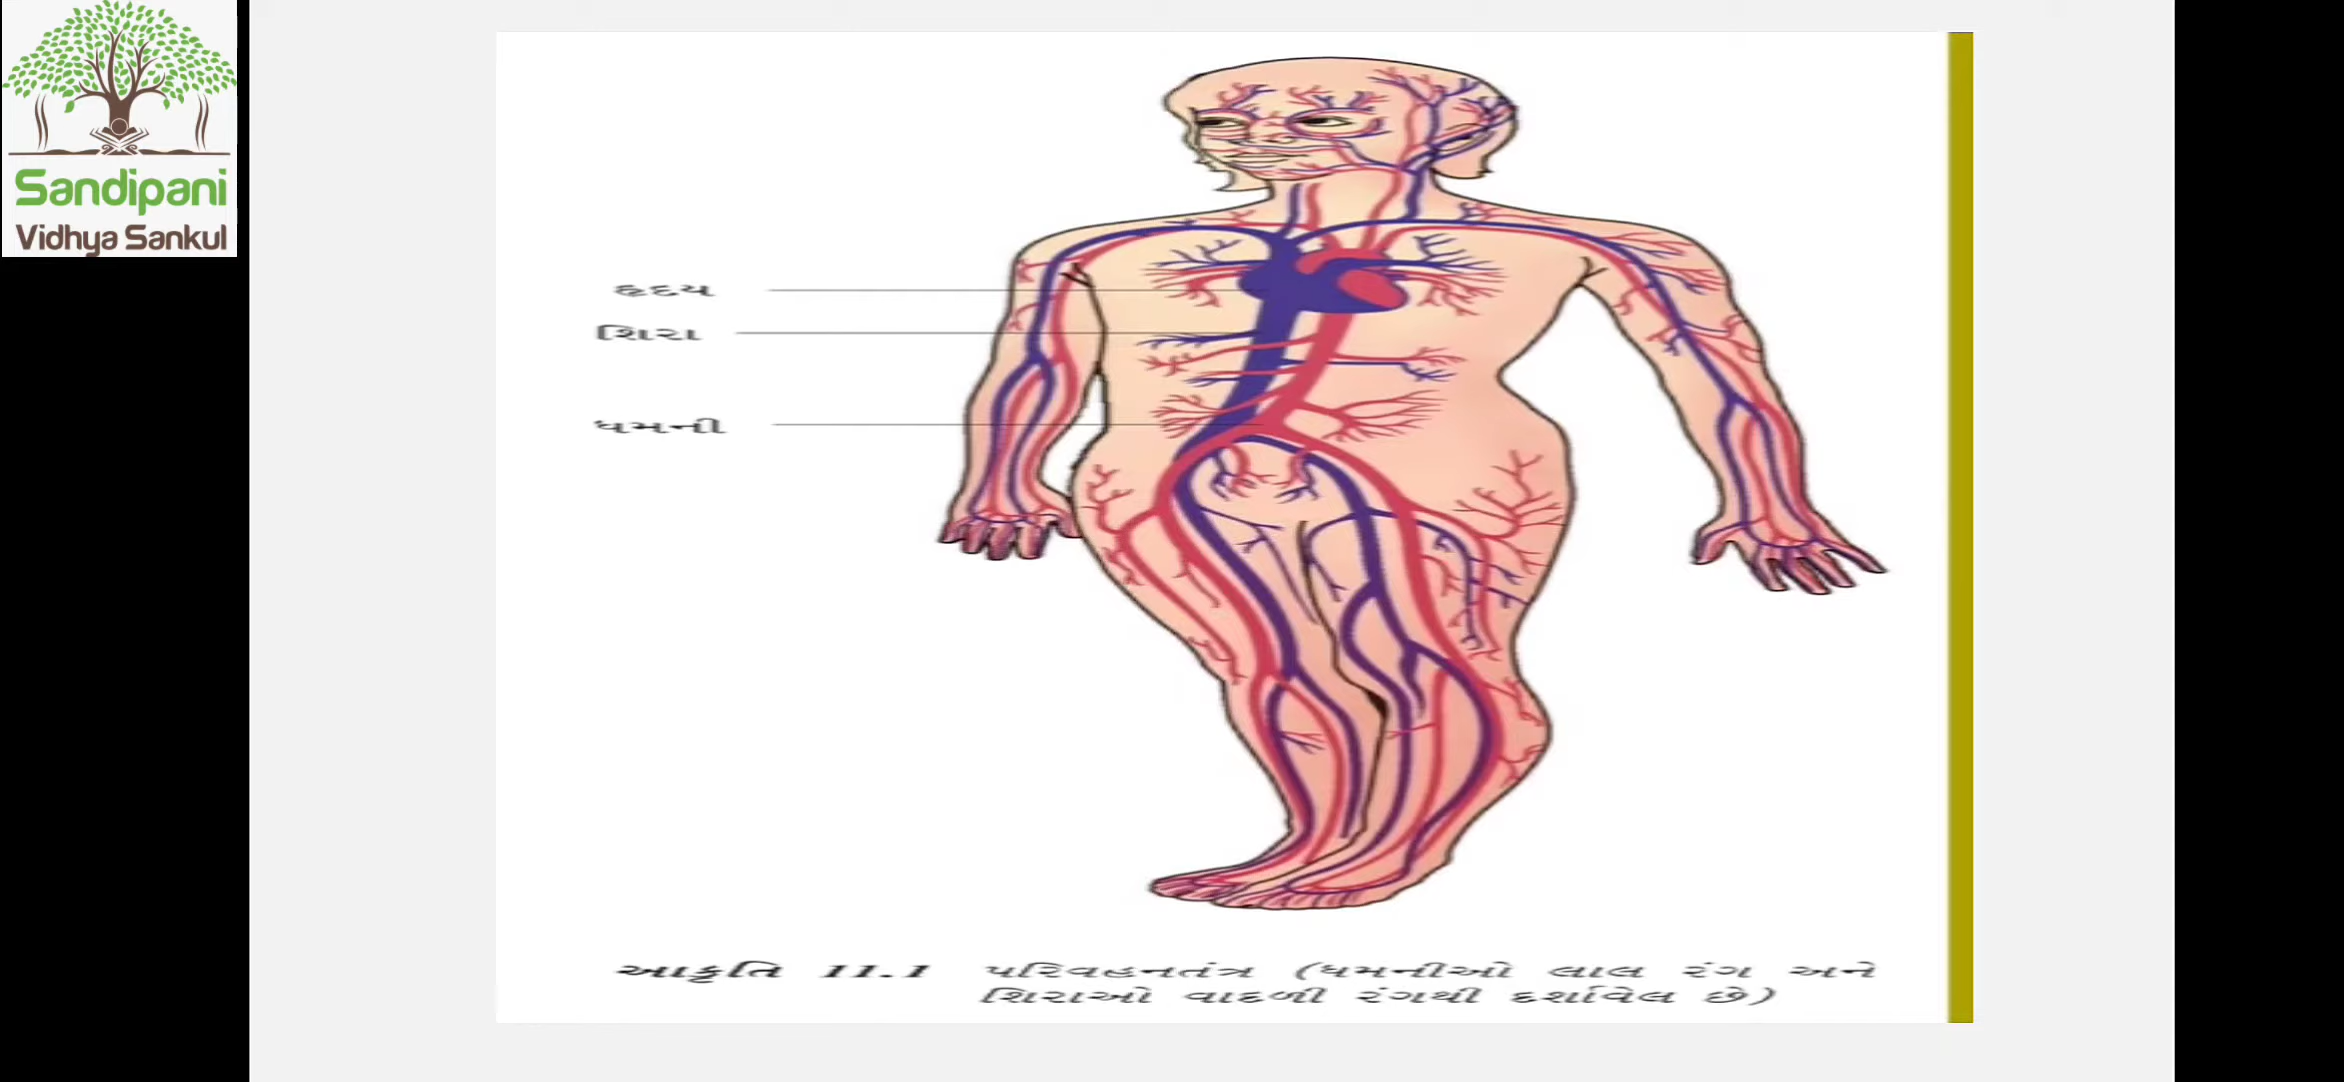 Sandipani
Vidhya Sankul
હૃદય
શિરા
ધમની
આકૃતિ 11.1 પરિવહનતંત્ર (ધમનીઓ લાલ રંગ અને
શિરાઓ વાદળી રંગથી દર્શાવેલ છે)